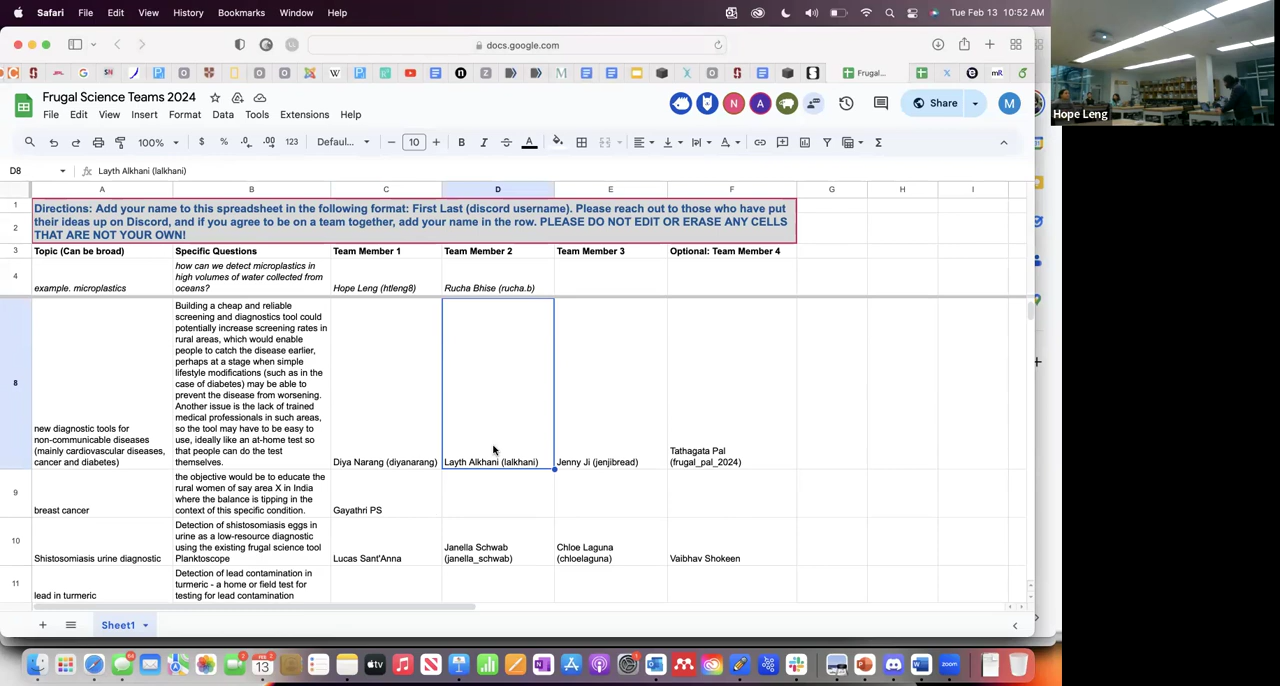 Safari File Edit View History Bookmarks Window Help
Tue Feb 13 10:52 AM
docs.google.com
Frugal...
Frugal Science Teams 2024
File Edit View Insert Format Data Tools Extensions Help
Share
M
N
A
100%
$ % .0 .00 123
Defaul...
10
D8
Layth Alkhani (lalkhani)
A B C D E F G H I
1
Directions: Add your name to this spreadsheet in the following format: First Last (discord username). Please reach out to those who have put
2
their ideas up on Discord, and if you agree to be on a team together, add your name in the row. PLEASE DO NOT EDIT OR ERASE ANY CELLS
THAT ARE NOT YOUR OWN!
3
Topic (Can be broad) Specific Questions Team Member 1 Team Member 2 Team Member 3 Optional: Team Member 4
4
example. microplastics
how can we detect microplastics in
high volumes of water collected from
oceans?
Hope Leng (htleng8)
Rucha Bhise (rucha.b)
8
new diagnostic tools for
non-communicable diseases
(mainly cardiovascular diseases,
cancer and diabetes)
Building a cheap and reliable
screening and diagnostics tool could
potentially increase screening rates in
rural areas, which would enable
people to catch the disease earlier,
perhaps at a stage when simple
lifestyle modifications (such as in the
case of diabetes) may be able to
prevent the disease from worsening.
Another issue is the lack of trained
medical professionals in such areas,
so the tool may have to be easy to
use, ideally like an at-home test so
that people can do the test
themselves.
Diya Narang (diyanarang)
Layth Alkhani (lalkhani)
Jenny Ji (jenjibread)
Tathagata Pal
(frugal_pal_2024)
9
breast cancer
the objective would be to educate the
rural women of say area X in India
where the balance is tipping in the
context of this specific condition.
Gayathri PS
10
Shistosomiasis urine diagnostic
Detection of shistosomiasis eggs in
urine as a low-resource diagnostic
using the existing frugal science tool
Planktoscope
Lucas Sant'Anna
Janella Schwab
(janella_schwab)
Chloe Laguna
(chloelaguna)
Vaibhav Shokeen
11
lead in turmeric
Detection of lead contamination in
turmeric - a home or field test for
testing for lead contamination
Sheet1
Hope Leng
zoom